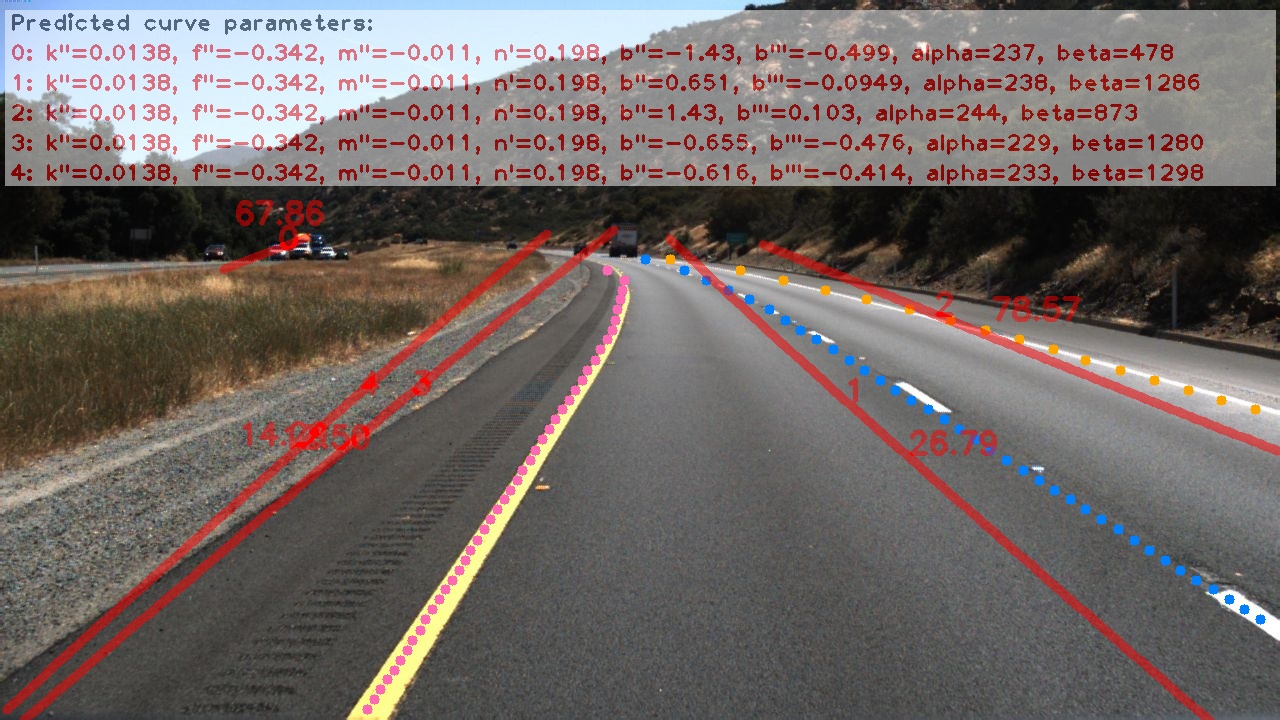 Predicted curve parameters:
0: k''=0.0138, f''=-0.342, m''=-0.011, n'=0.198, b''=-1.43, b'''=-0.499, alpha=237, beta=478
1: k''=0.0138, f''=-0.342, m''=-0.011, n'=0.198, b''=0.651, b'''=-0.0949, alpha=238, beta=1286
2: k''=0.0138, f''=-0.342, m''=-0.011, n'=0.198, b''=1.43, b'''=0.103, alpha=244, beta=873
3: k''=0.0138, f''=-0.342, m''=-0.011, n'=0.198, b''=-0.655, b'''=-0.476, alpha=229, beta=1280
4: k''=0.0138, f''=-0.342, m''=-0.011, n'=0.198, b''=-0.616, b'''=-0.414, alpha=233, beta=1298
67.86
0
2
78.57
4
3
1
26.79